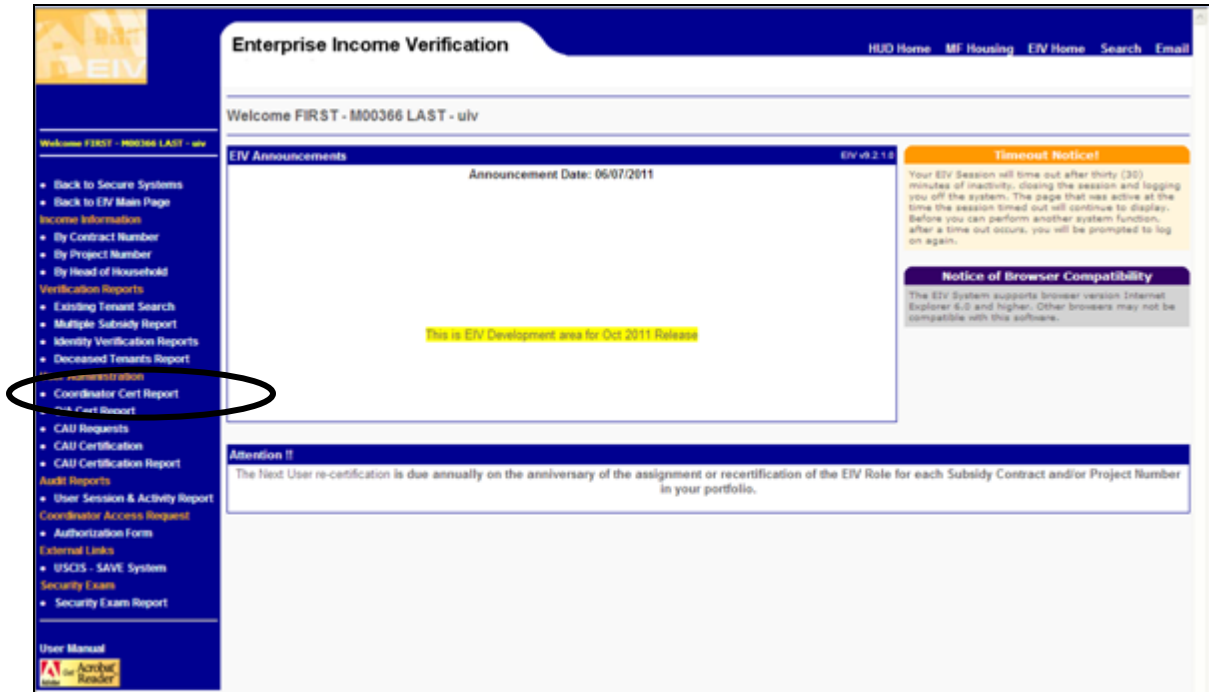 EIV
Enterprise Income Verification
HUD Home MF Housing EIV Home Search Email
Welcome FIRST - M00366 LAST - uiv
Welcome FIRST - M00366 LAST - uiv
• Back to Secure Systems
• Back to EIV Main Page
Income Information
• By Contract Number
• By Project Number
• By Head of Household
Verification Reports
• Existing Tenant Search
• Multiple Subsidy Report
• Identity Verification Reports
• Deceased Tenants Report
User Administration
• Coordinator Cert Report
Cert Report
• CAU Requests
• CAU Certification
• CAU Certification Report
Audit Reports
• User Session & Activity Report
Coordinator Access Request
• Authorization Form
External Links
• USCIS - SAVE System
Security Exam
• Security Exam Report
User Manual
Adobe
Get Acrobat
Reader
EIV Announcements EIV v9.2.1.0
Announcement Date: 06/07/2011
This is EIV Development area for Oct 2011 Release
Timeout Notice!
Your EIV Session will time out after thirty (30)
minutes of inactivity, closing the session and logging
you off the system. The page that was active at the
time the session timed out will continue to display.
Before you can perform another system function,
after a time out occurs, you will be prompted to log
on again.
Notice of Browser Compatibility
The EIV System supports browser version Internet
Explorer 6.0 and higher. Other browsers may not be
compatible with this software.
Attention !!
The Next User re-certification is due annually on the anniversary of the assignment or recertification of the EIV Role for each Subsidy Contract and/or Project Number
in your portfolio.